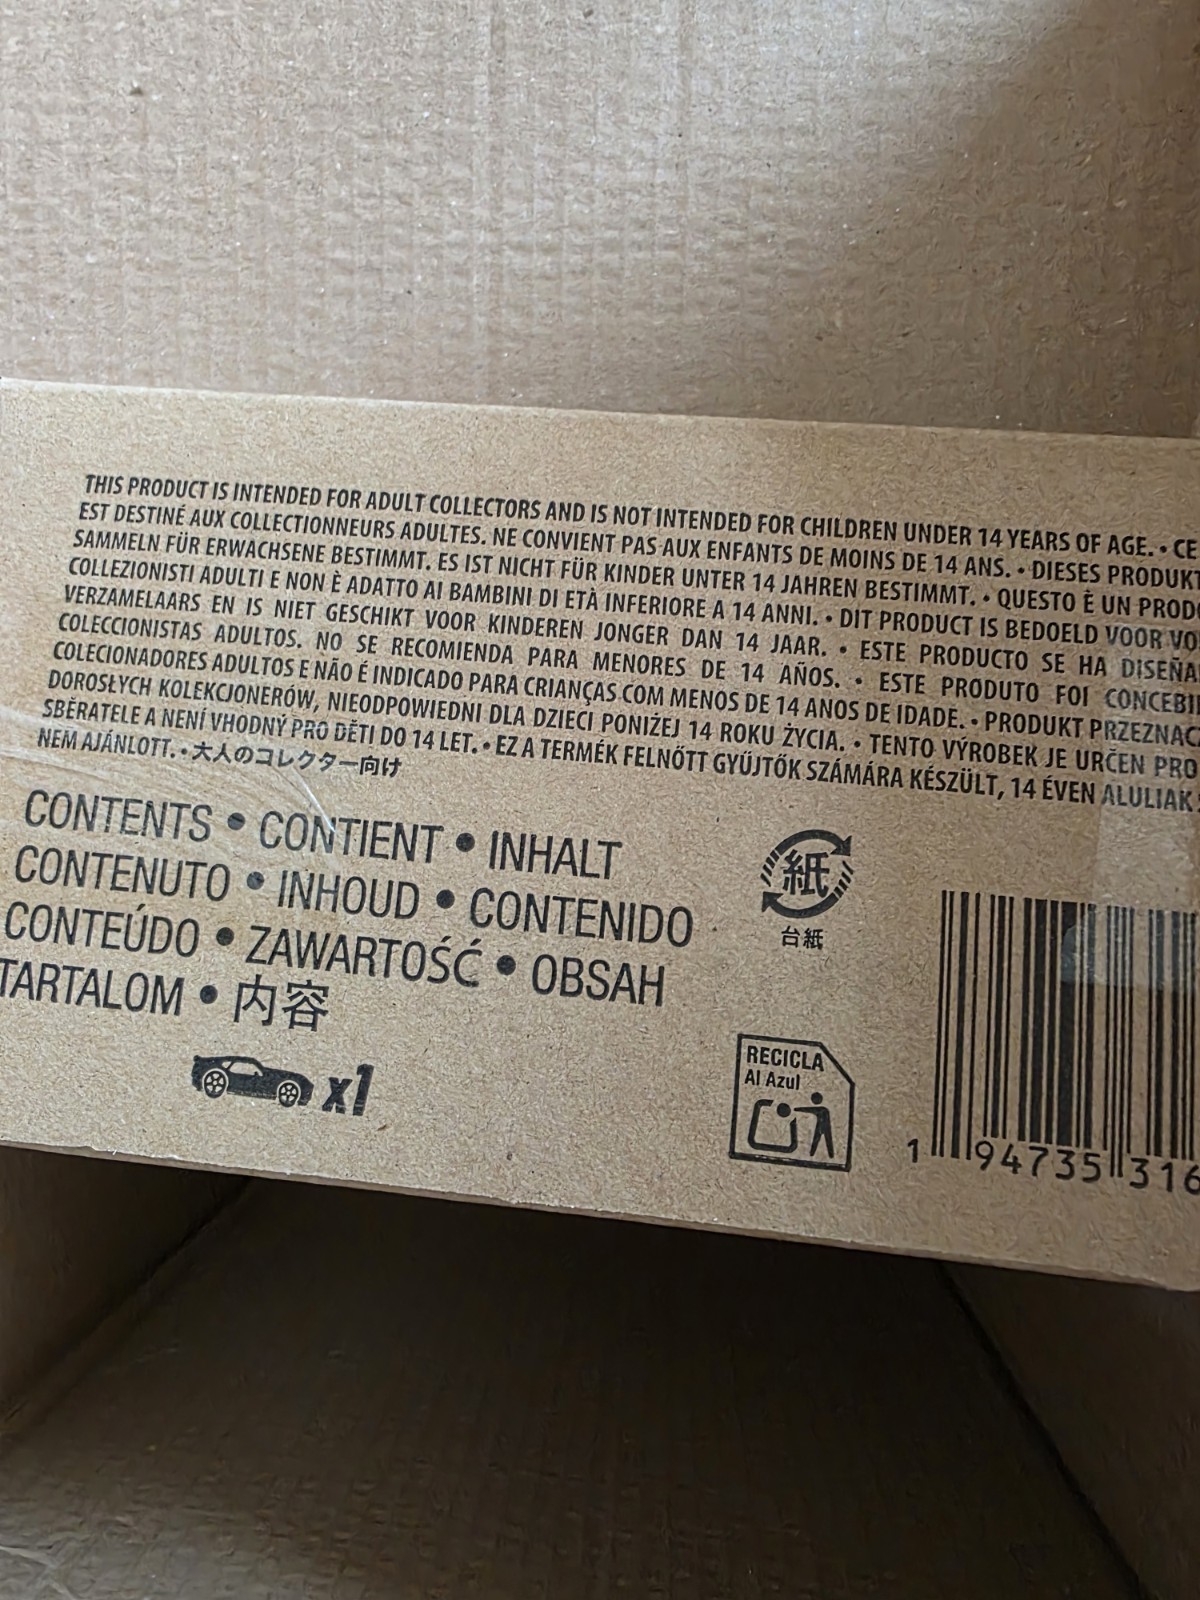 THIS PRODUCT IS INTENDED FOR ADULT COLLECTORS AND IS NOT INTENDED FOR CHILDREN UNDER 14 YEARS OF AGE. • CE
EST DESTINÉ AUX COLLECTIONNEURS ADULTES. NE CONVIENT PAS AUX ENFANTS DE MOINS DE 14 ANS. • DIESES PRODUKT
SAMMELN FÜR ERWACHSENE BESTIMMT. ES IST NICHT FÜR KINDER UNTER 14 JAHREN BESTIMMT. • QUESTO È UN
COLLEZIONISTI ADULTI E NON È ADATTO AI BAMBINI DI ETÀ INFERIORE A 14 ANNI. • DIT PRODUCT IS BEDOELD VOOR
VERZAMELAARS EN IS NIET GESCHIKT VOOR KINDEREN JONGER DAN 14 JAAR. • ESTE PRODUCTO SE HA
COLECCIONISTAS ADULTOS. NO SE RECOMIENDA PARA MENORES DE 14 AÑOS. • ESTE PRODUTO FOI
COLECIONADORES ADULTOS E NÃO É INDICADO PARA CRIANÇAS COM MENOS DE 14 ANOS DE IDADE. • PRODUKT
DOROSŁYCH KOLEKCJONERÓW, NIEODPOWIEDNI DLA DZIECI PONIŻEJ 14 ROKU ŻYCIA. • TENTO VÝROBEK JE URČEN PRO
SBĚRATELE A NENÍ VHODNÝ PRO DĚTI DO 14 LET. • EZ A TERMÉK FELNŐTT GYŰJTŐK SZÁMÁRA KÉSZÜLT, 14 ÉVEN ALULIAK
NEM AJÁNLOTT. • 大人のコレクター向け
CONTENTS • CONTIENT • INHALT
CONTENUTO • INHOUD • CONTENIDO
CONTEÚDO • ZAWARTOŚĆ • OBSAH
TARTALOM • 内容
x1
紙
台紙
RECICLA
Al Azul
1 94735 316